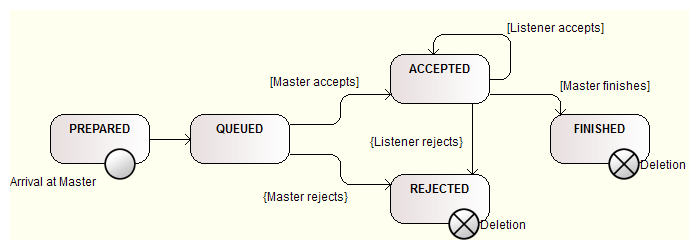 [Listener accepts]
ACCEPTED
[Master accepts]
[Master finishes]
PREPARED
QUEUED
FINISHED
{Listener rejects}
Deletion
Arrival at Master
REJECTED
{Master rejects}
Deletion